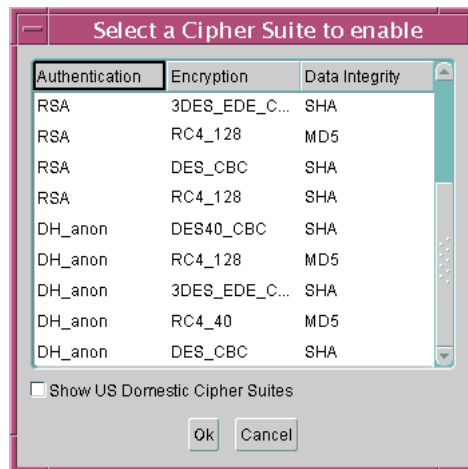 Select a Cipher Suite to enable
Authentication Encryption Data Integrity
RSA 3DES_EDE_C... SHA
RSA RC4_128 MD5
RSA DES_CBC SHA
RSA RC4_128 SHA
DH_anon DES40_CBC SHA
DH_anon RC4_128 MD5
DH_anon 3DES_EDE_C... SHA
DH_anon RC4_40 MD5
DH_anon DES_CBC SHA
Show US Domestic Cipher Suites
Ok Cancel